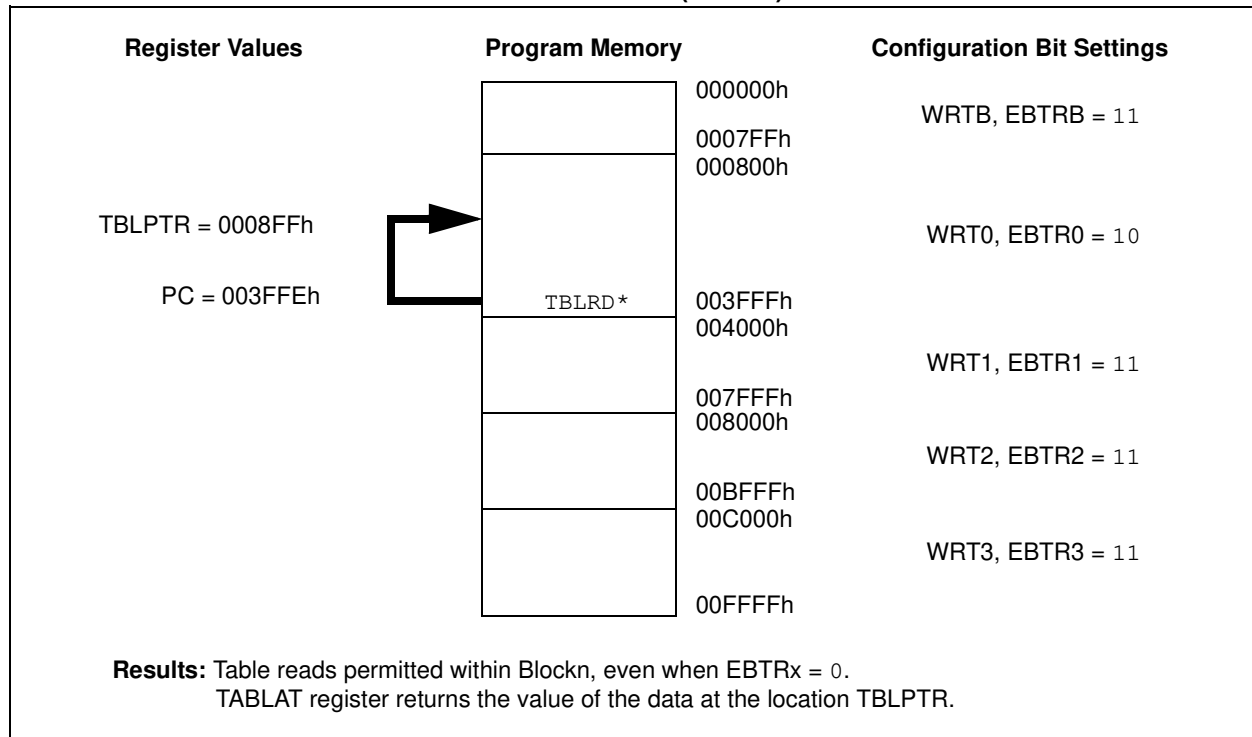 Register Values Program Memory Configuration Bit Settings
000000h
WRTB, EBTRB = 11
0007FFh
000800h
TBLPTR = 0008FFh
WRT0, EBTR0 = 10
PC = 003FFEh
TBLRD*
003FFFh
004000h
WRT1, EBTR1 = 11
007FFFh
008000h
WRT2, EBTR2 = 11
00BFFFh
00C000h
WRT3, EBTR3 = 11
00FFFFh
Results: Table reads permitted within Blockn, even when EBTRx = 0.
TABLAT register returns the value of the data at the location TBLPTR.